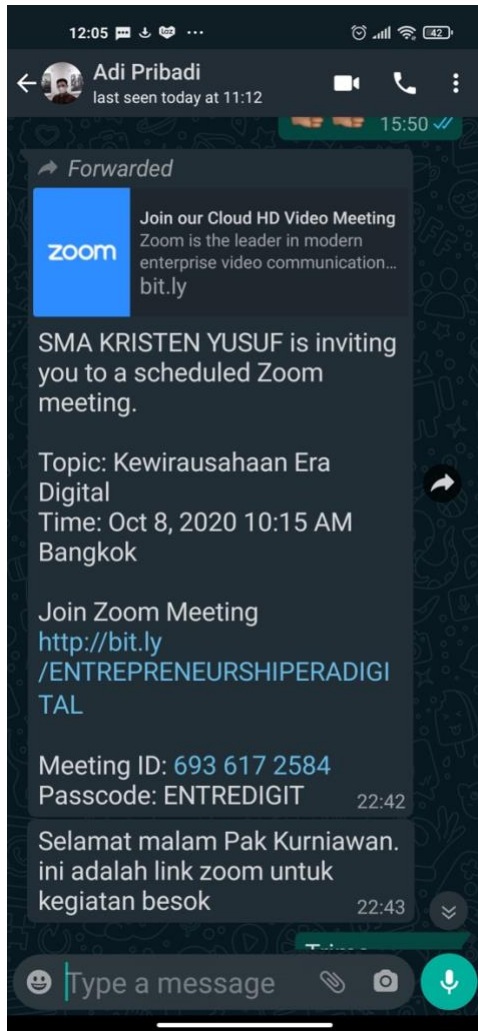 12:05
42
Adi Pribadi
last seen today at 11:12
15:50
Forwarded
zoom
Join our Cloud HD Video Meeting
Zoom is the leader in modern
enterprise video communication...
bit.ly
SMA KRISTEN YUSUF is inviting
you to a scheduled Zoom
meeting.
Topic: Kewirausahaan Era
Digital
Time: Oct 8, 2020 10:15 AM
Bangkok
Join Zoom Meeting
http://bit.ly
/ENTREPRENEURSHIPERADIGI
TAL
Meeting ID: 693 617 2584
Passcode: ENTREDIGIT
22:42
Selamat malam Pak Kurniawan.
ini adalah link zoom untuk
kegiatan besok
22:43
Type a message